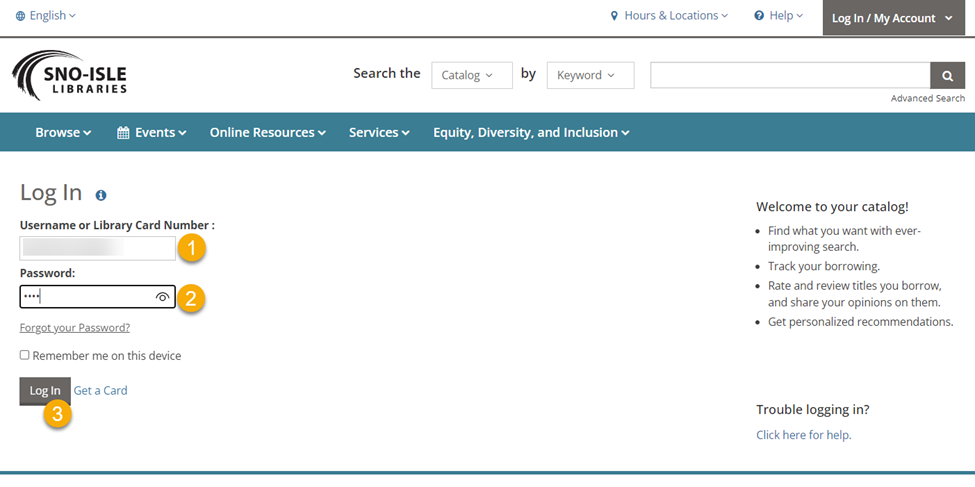 English
Hours & Locations
Help
Log In / My Account
SNO-ISLE
LIBRARIES
Search the
Catalog
by
Keyword
Advanced Search
Browse
Events
Online Resources
Services
Equity, Diversity, and Inclusion
Log In
Username or Library Card Number :
1
Password:
••••
2
Forgot your Password?
Remember me on this device
Log In
Get a Card
3
Welcome to your catalog!
• Find what you want with ever-
improving search.
• Track your borrowing.
• Rate and review titles you borrow,
and share your opinions on them.
• Get personalized recommendations.
Trouble logging in?
Click here for help.